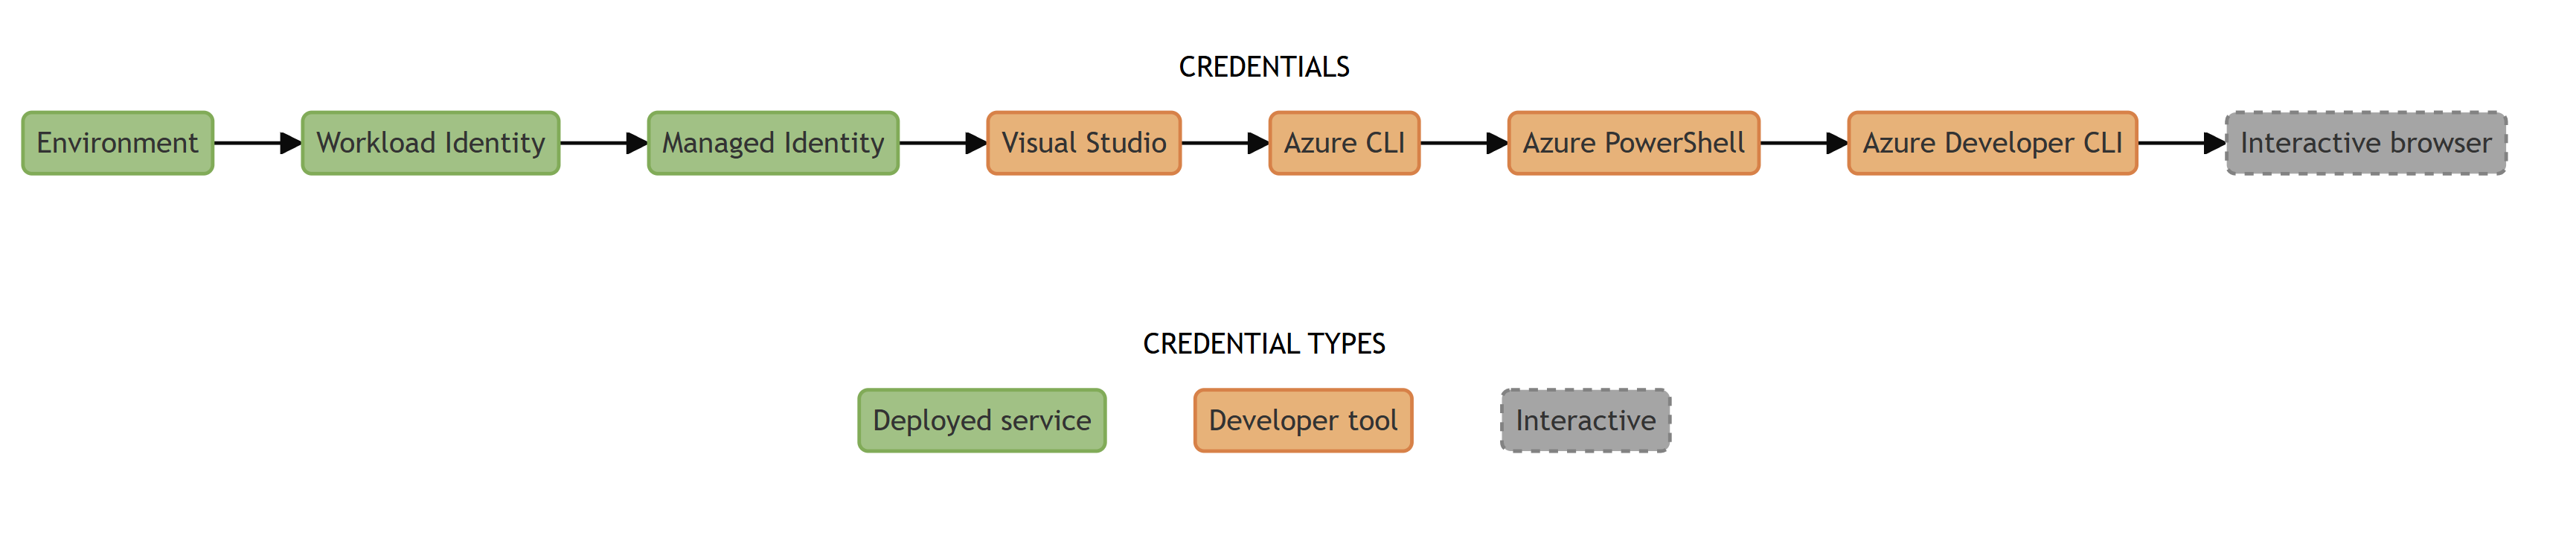 CREDENTIALS
Environment
Workload Identity
Managed Identity
Visual Studio
Azure CLI
Azure PowerShell
Azure Developer CLI
Interactive browser
CREDENTIAL TYPES
Deployed service
Developer tool
Interactive